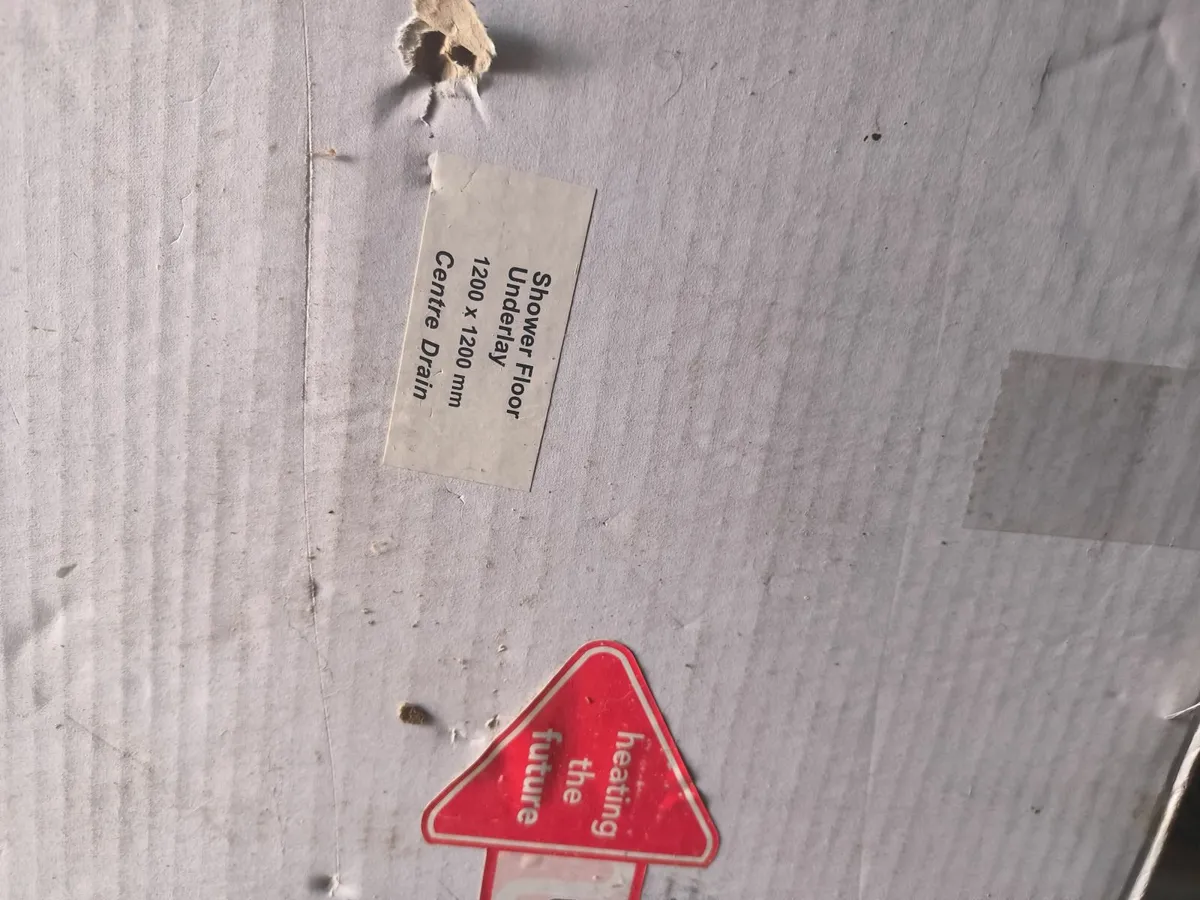 Shower Floor
Underlay
1200 x 1200 mm
Centre Drain
heating
the
future